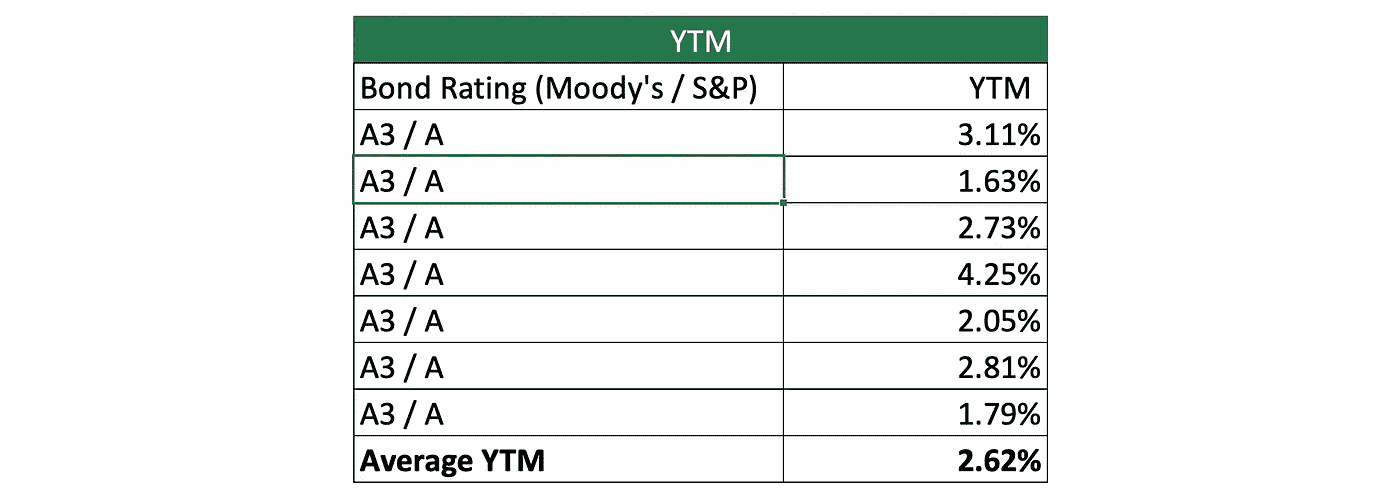 YTM
Bond Rating (Moody's / S&P) YTM
A3 / A 3.11%
A3 / A 1.63%
A3 / A 2.73%
A3 / A 4.25%
A3 / A 2.05%
A3 / A 2.81%
A3 / A 1.79%
Average YTM 2.62%